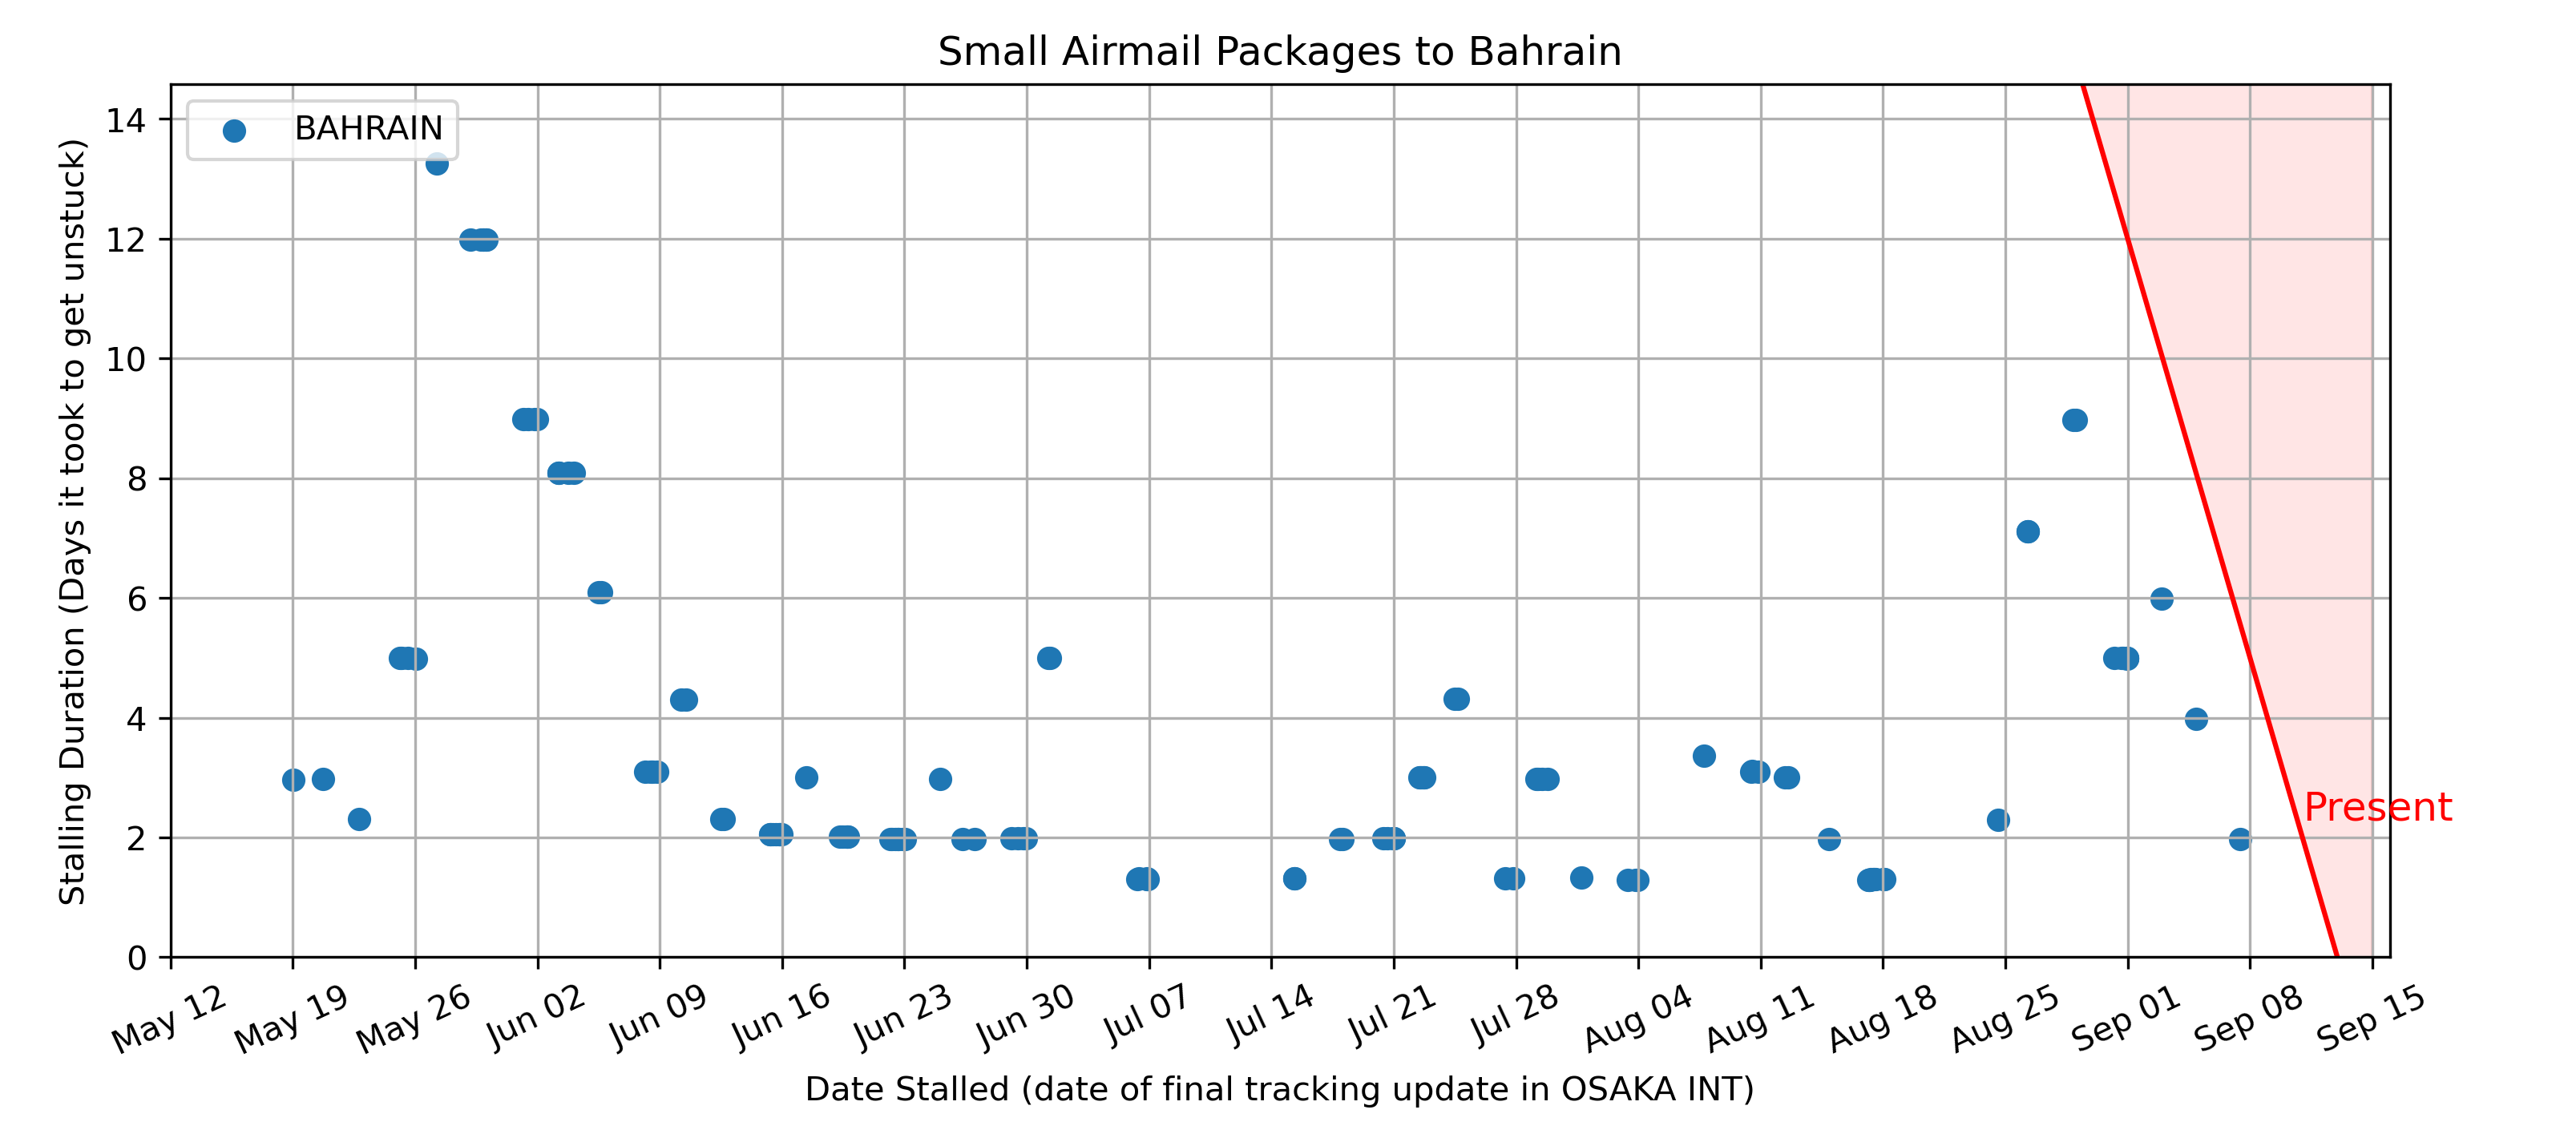 Small Airmail Packages to Bahrain
BAHRAIN
Stalling Duration (Days it took to get unstuck)
14
12
10
8
6
4
2
0
Present
May 12
May 19
May 26
Jun 02
Jun 09
Jun 16
Jun 23
Jun 30
Jul 07
Jul 14
Jul 21
Jul 28
Aug 04
Aug 11
Aug 18
Aug 25
Sep 01
Sep 08
Sep 15
Date Stalled (date of final tracking update in OSAKA INT)